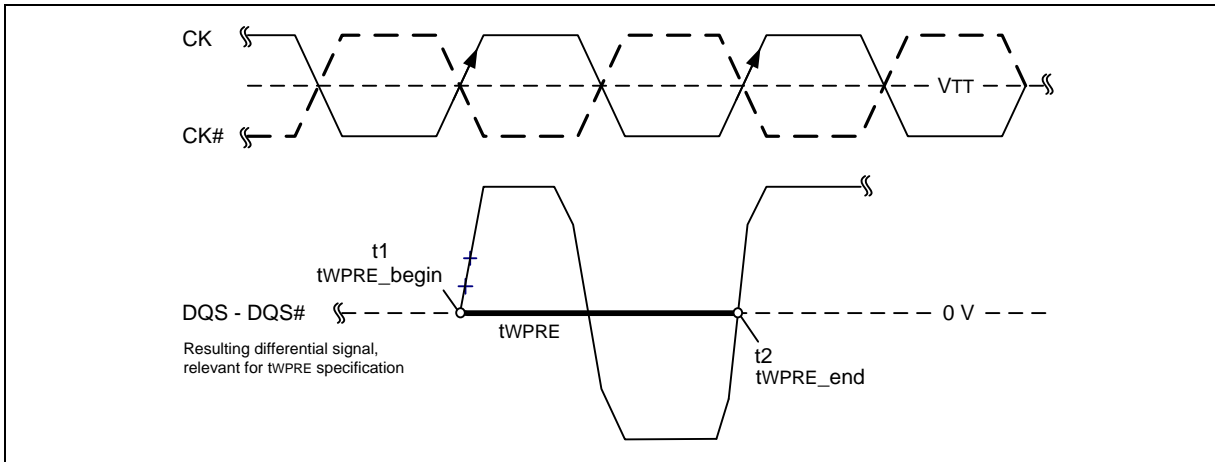 CK
VTT
CK#
t1
tWPRE_begin
DQS - DQS#
tWPRE
0 V
Resulting differential signal,
relevant for tWPRE specification
t2
tWPRE_end